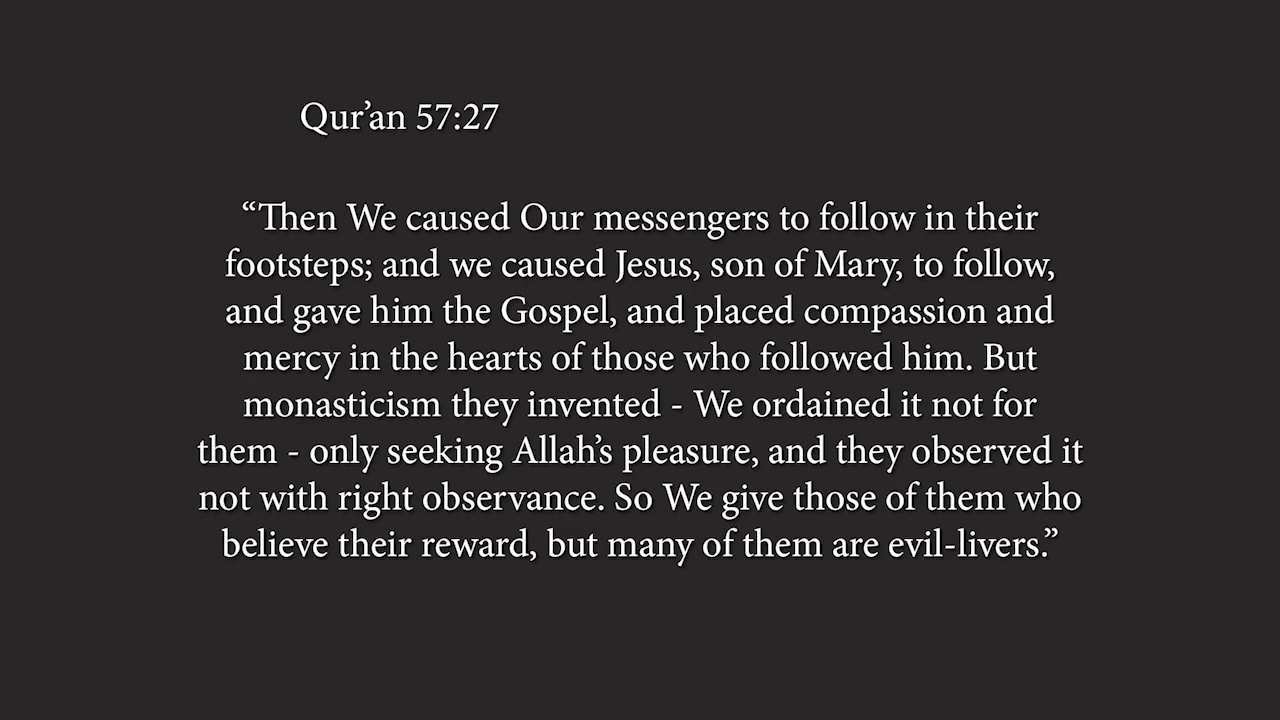 Qur’an 57:27
“Then We caused Our messengers to follow in their
footsteps; and we caused Jesus, son of Mary, to follow,
and gave him the Gospel, and placed compassion and
mercy in the hearts of those who followed him. But
monasticism they invented - We ordained it not for
them - only seeking Allah’s pleasure, and they observed it
not with right observance. So We give those of them who
believe their reward, but many of them are evil-livers.”